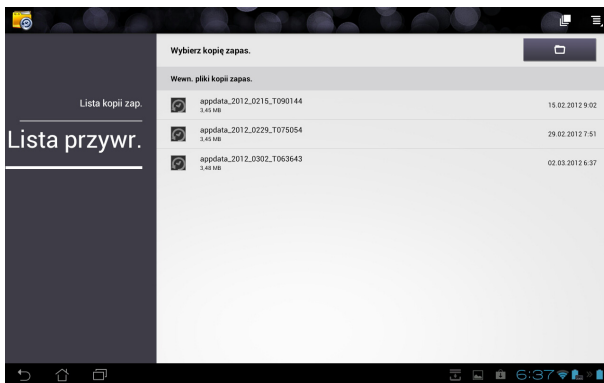 Wybierz kopię zapas.
Lista kopii zap.
Lista przywr.
Wewn. pliki kopii zapas.
appdata_2012_0215_T090144
3,45 MB
15.02.2012 9:02
appdata_2012_0229_T075054
3,45 MB
29.02.2012 7:51
appdata_2012_0302_T063643
3,48 MB
02.03.2012 6:37
6:37